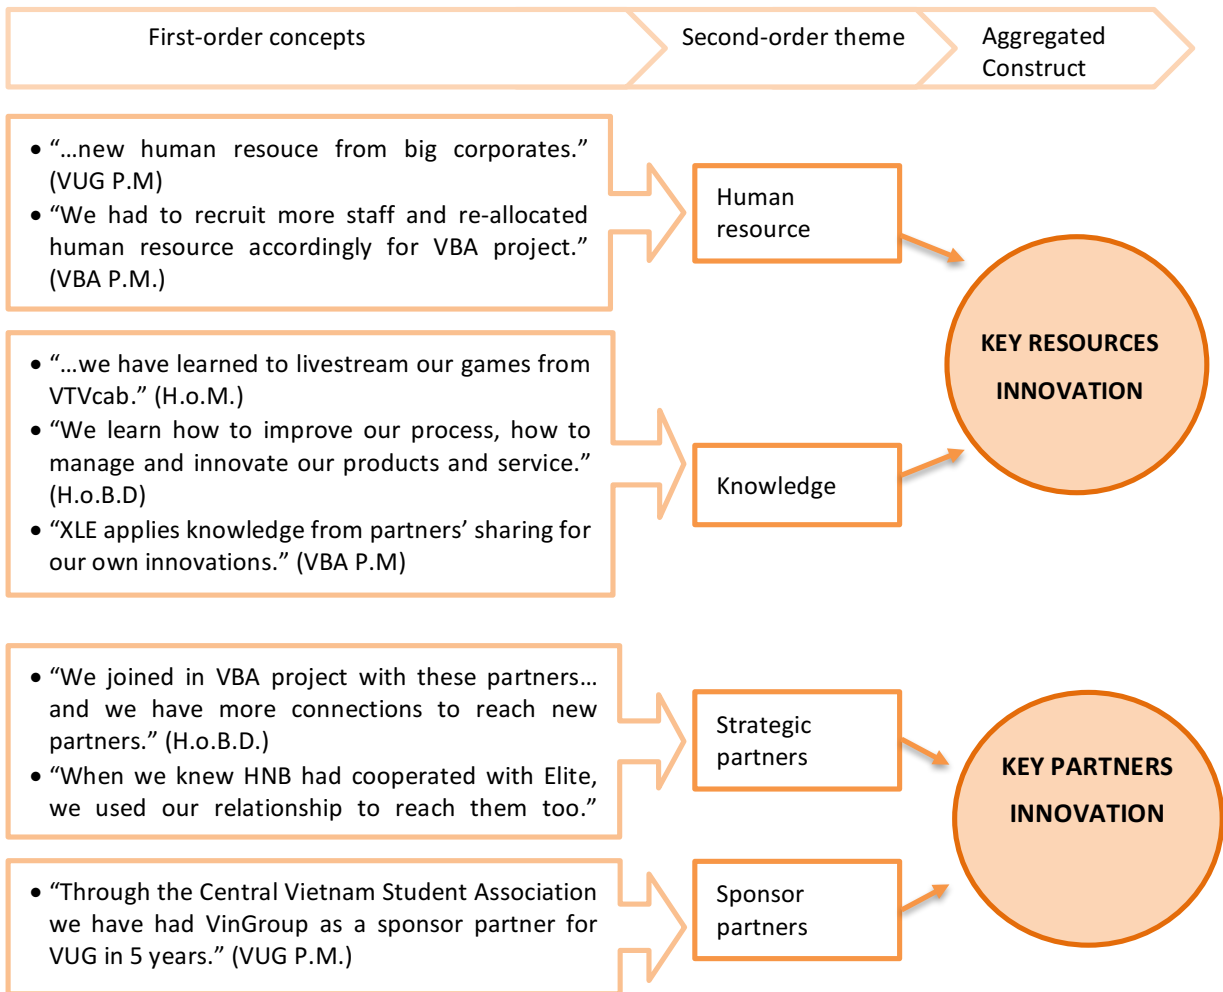 First-order concepts
Second-order theme
Aggregated
Construct
• “…new human resouce from big corporates.”
(VUG P.M)
• “We had to recruit more staff and re-allocated
human resource accordingly for VBA project.”
(VBA P.M.)
Human
resource
• “…we have learned to livestream our games from
VTVcab.” (H.o.M.)
• “We learn how to improve our process, how to
manage and innovate our products and service.”
(H.o.B.D)
• “XLE applies knowledge from partners’ sharing for
our own innovations.” (VBA P.M)
Knowledge
KEY RESOURCES
INNOVATION
• “We joined in VBA project with these partners…
and we have more connections to reach new
partners.” (H.o.B.D.)
• “When we knew HNB had cooperated with Elite,
we used our relationship to reach them too.”
Strategic
partners
• “Through the Central Vietnam Student Association
we have had VinGroup as a sponsor partner for
VUG in 5 years.” (VUG P.M.)
Sponsor
partners
KEY PARTNERS
INNOVATION